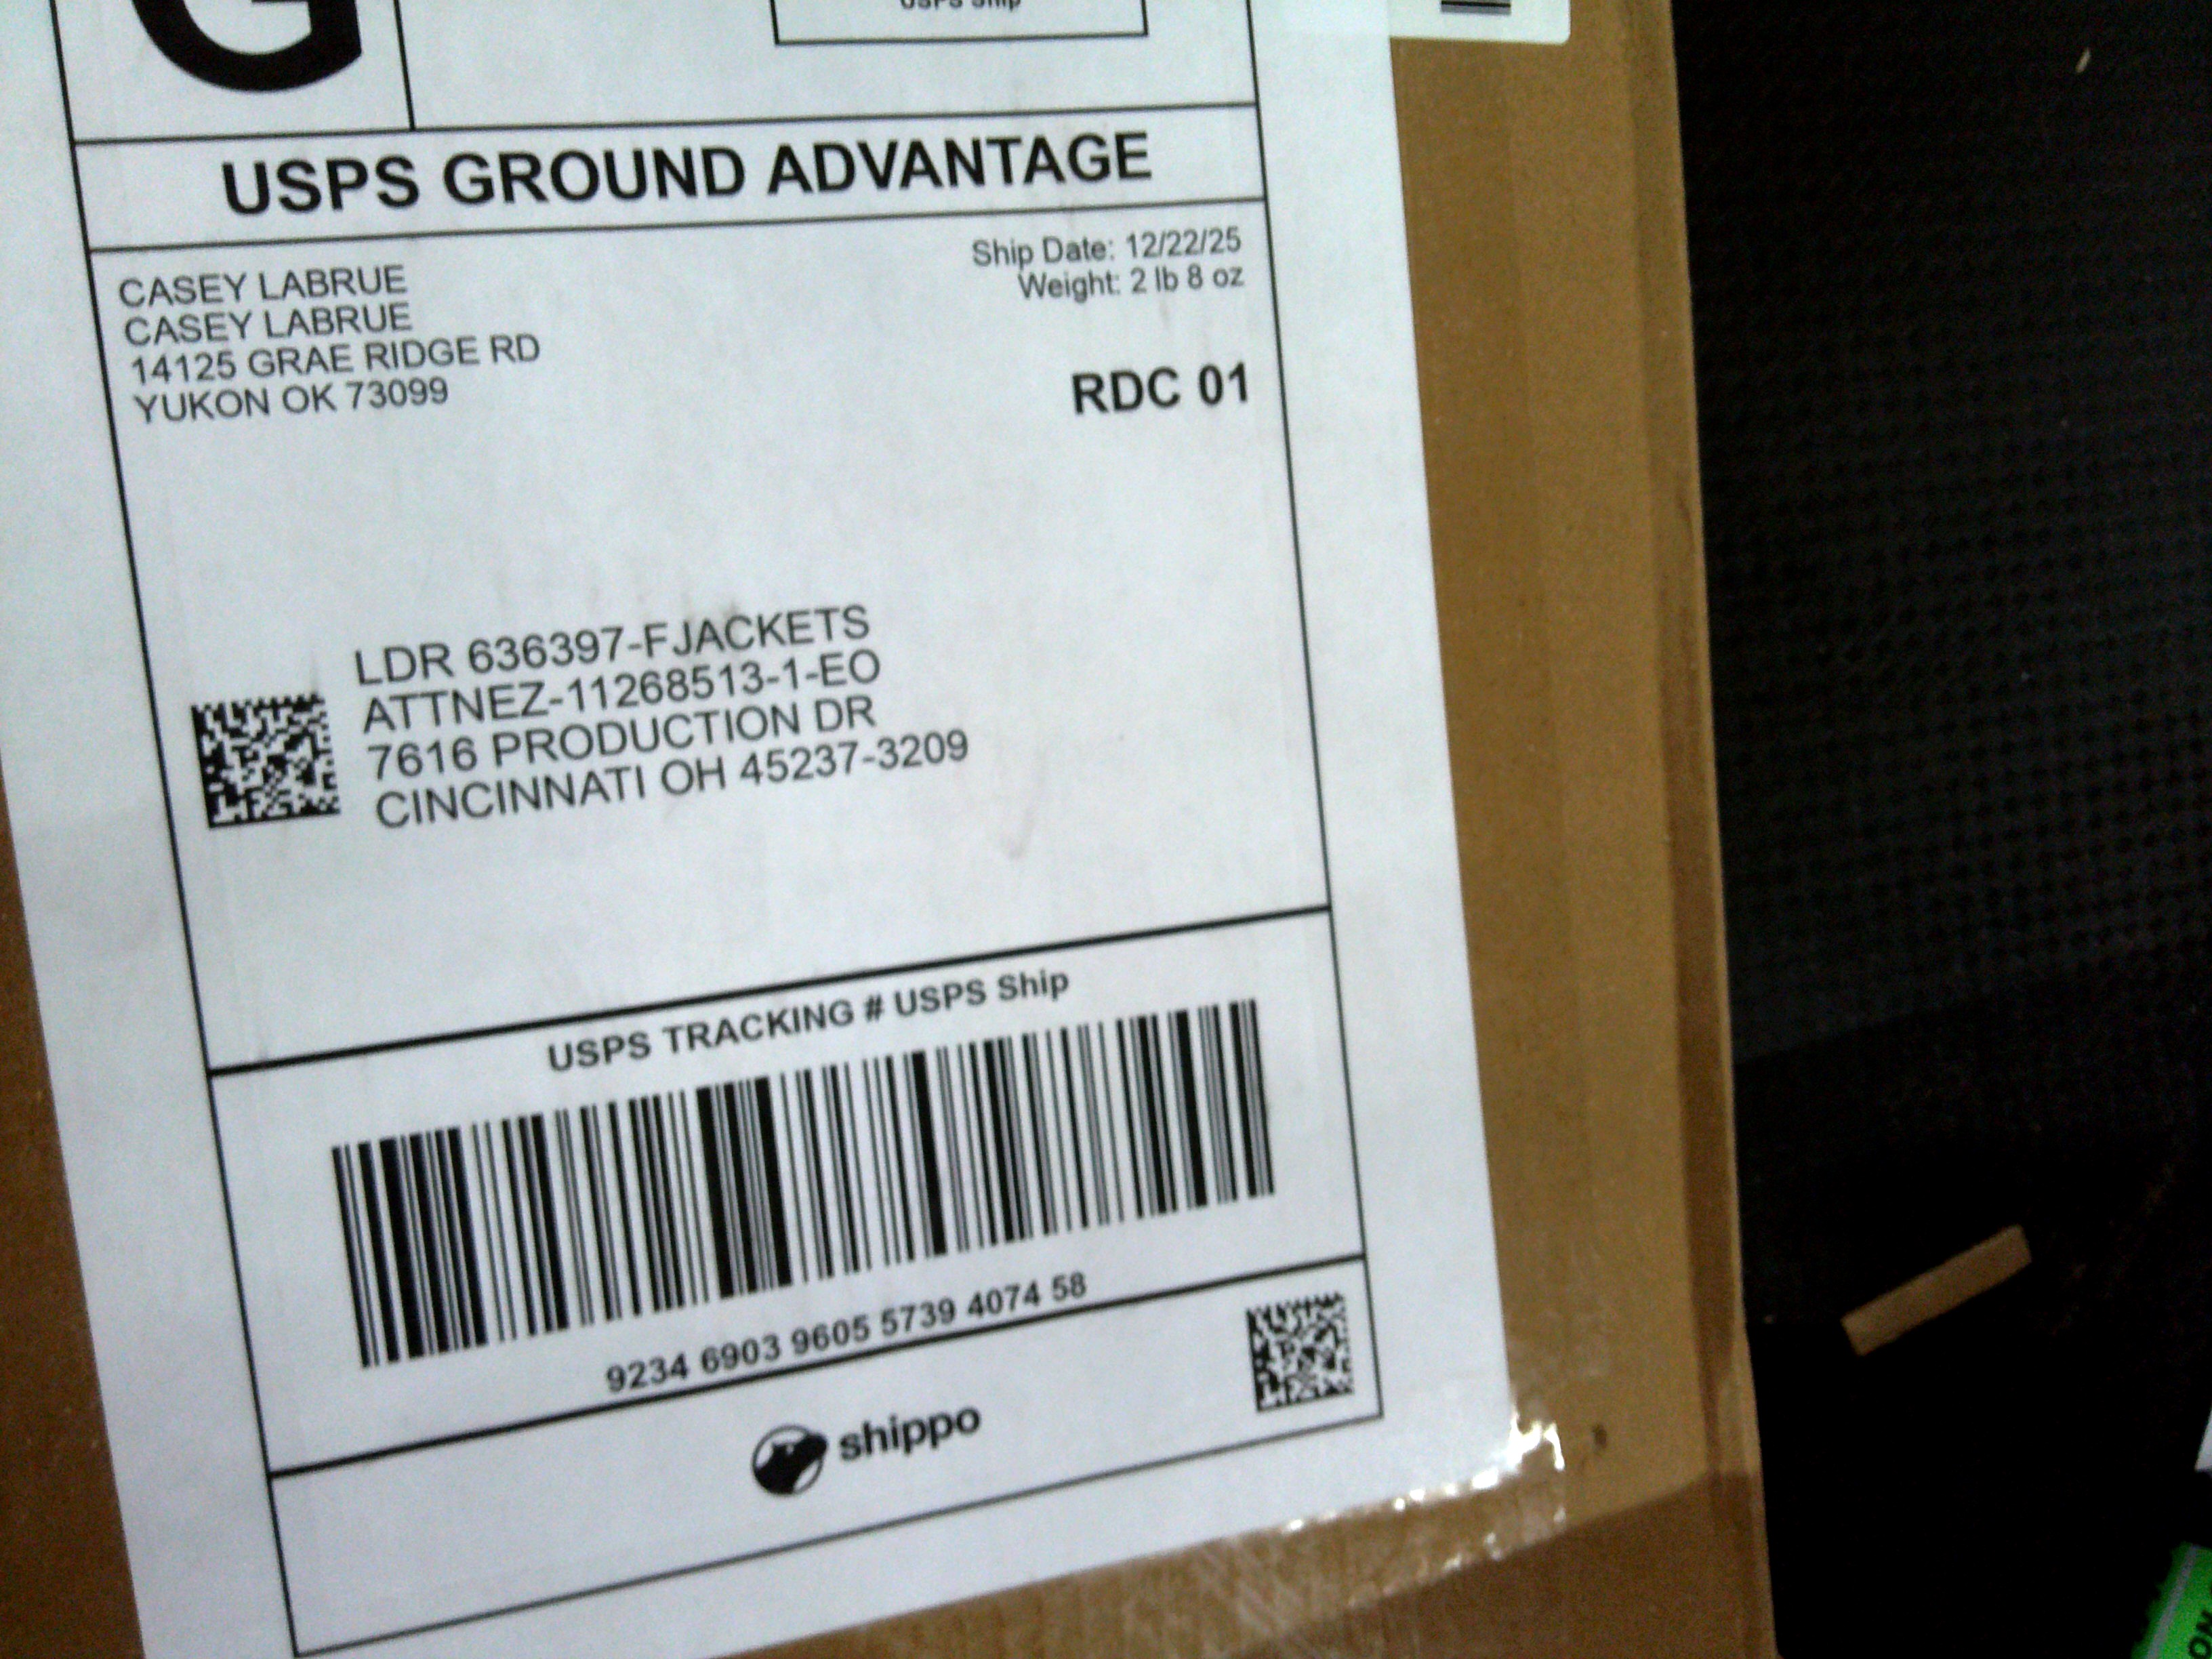 G
USPS Ship
USPS GROUND ADVANTAGE
Ship Date: 12/22/25
Weight: 2 lb 8 oz
CASEY LABRUE
CASEY LABRUE
14125 GRAE RIDGE RD
YUKON OK 73099
RDC 01
LDR 636397-FJACKETS
ATTNEZ-11268513-1-EO
7616 PRODUCTION DR
CINCINNATI OH 45237-3209
USPS TRACKING # USPS Ship
9234 6903 9605 5739 4074 58
shippo